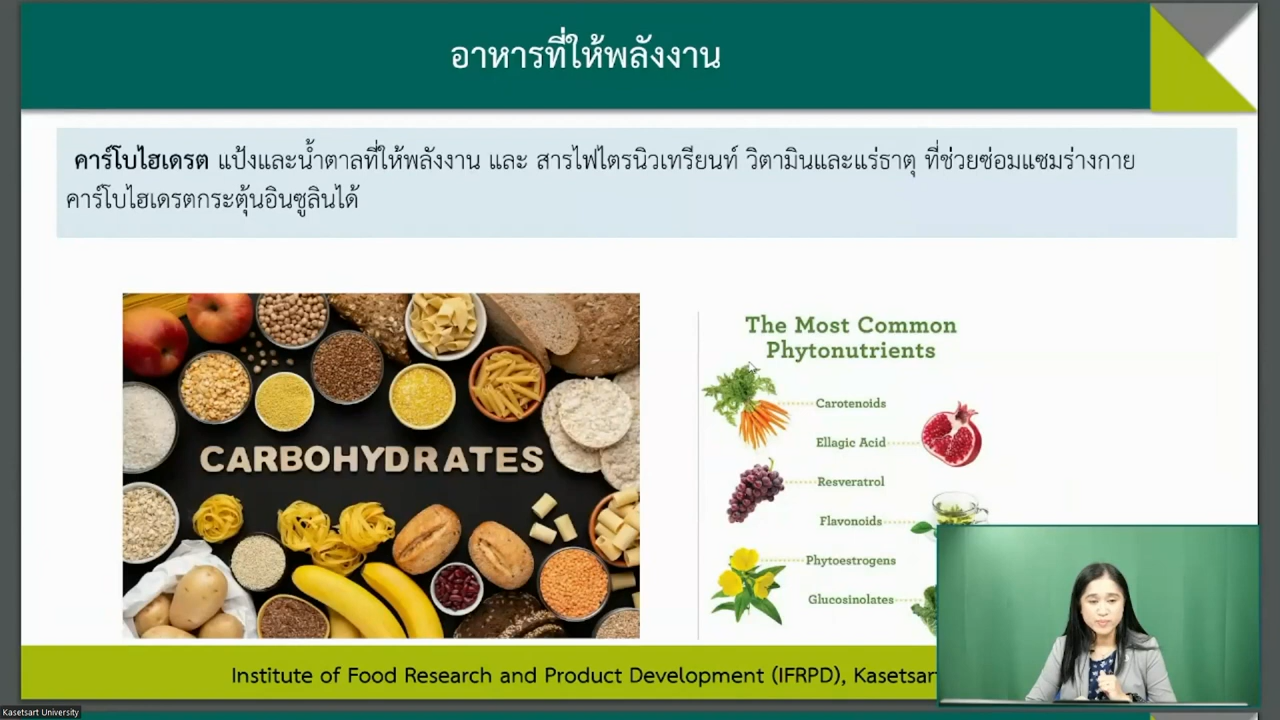 อาหารที่ให้พลังงาน
คาร์โบไฮเดรต แป้งและน้ำตาลที่ให้พลังงาน และ สารไฟโตรนิวเทรียนท์ วิตามินและแร่ธาตุ ที่ช่วยซ่อมแซมร่างกาย
คาร์โบไฮเดรตกระตุ้นอินซูลินได้
CARBOHYDRATES
The Most Common
Phytonutrients
Carotenoids
Ellagic Acid
Resveratrol
Flavonoids
Phytoestrogens
Glucosinolates
Institute of Food Research and Product Development (IFRPD), Kasetsar
Kasetsart University